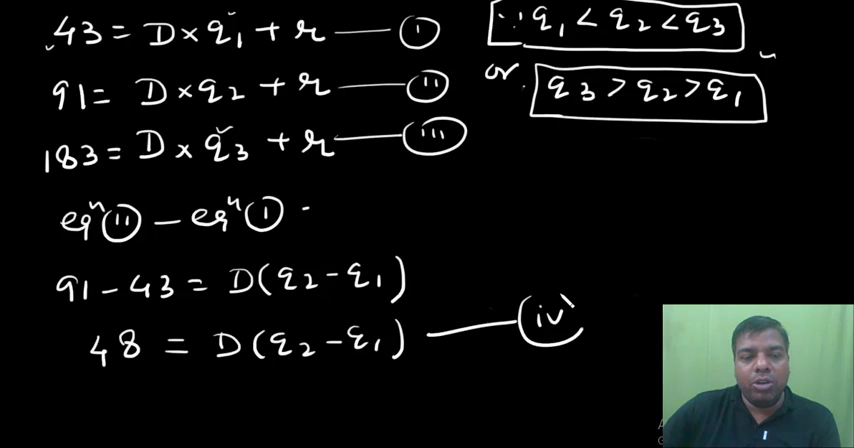 43 = D × q₁ + r — (i)
91 = D × q₂ + r — (ii)
183 = D × q₃ + r — (iii)
∵ q₁ < q₂ < q₃
or
q₃ > q₂ > q₁
eqⁿ (ii) – eqⁿ (i)
91 – 43 = D(q₂ – q₁)
48 = D(q₂ – q₁) — (iv)